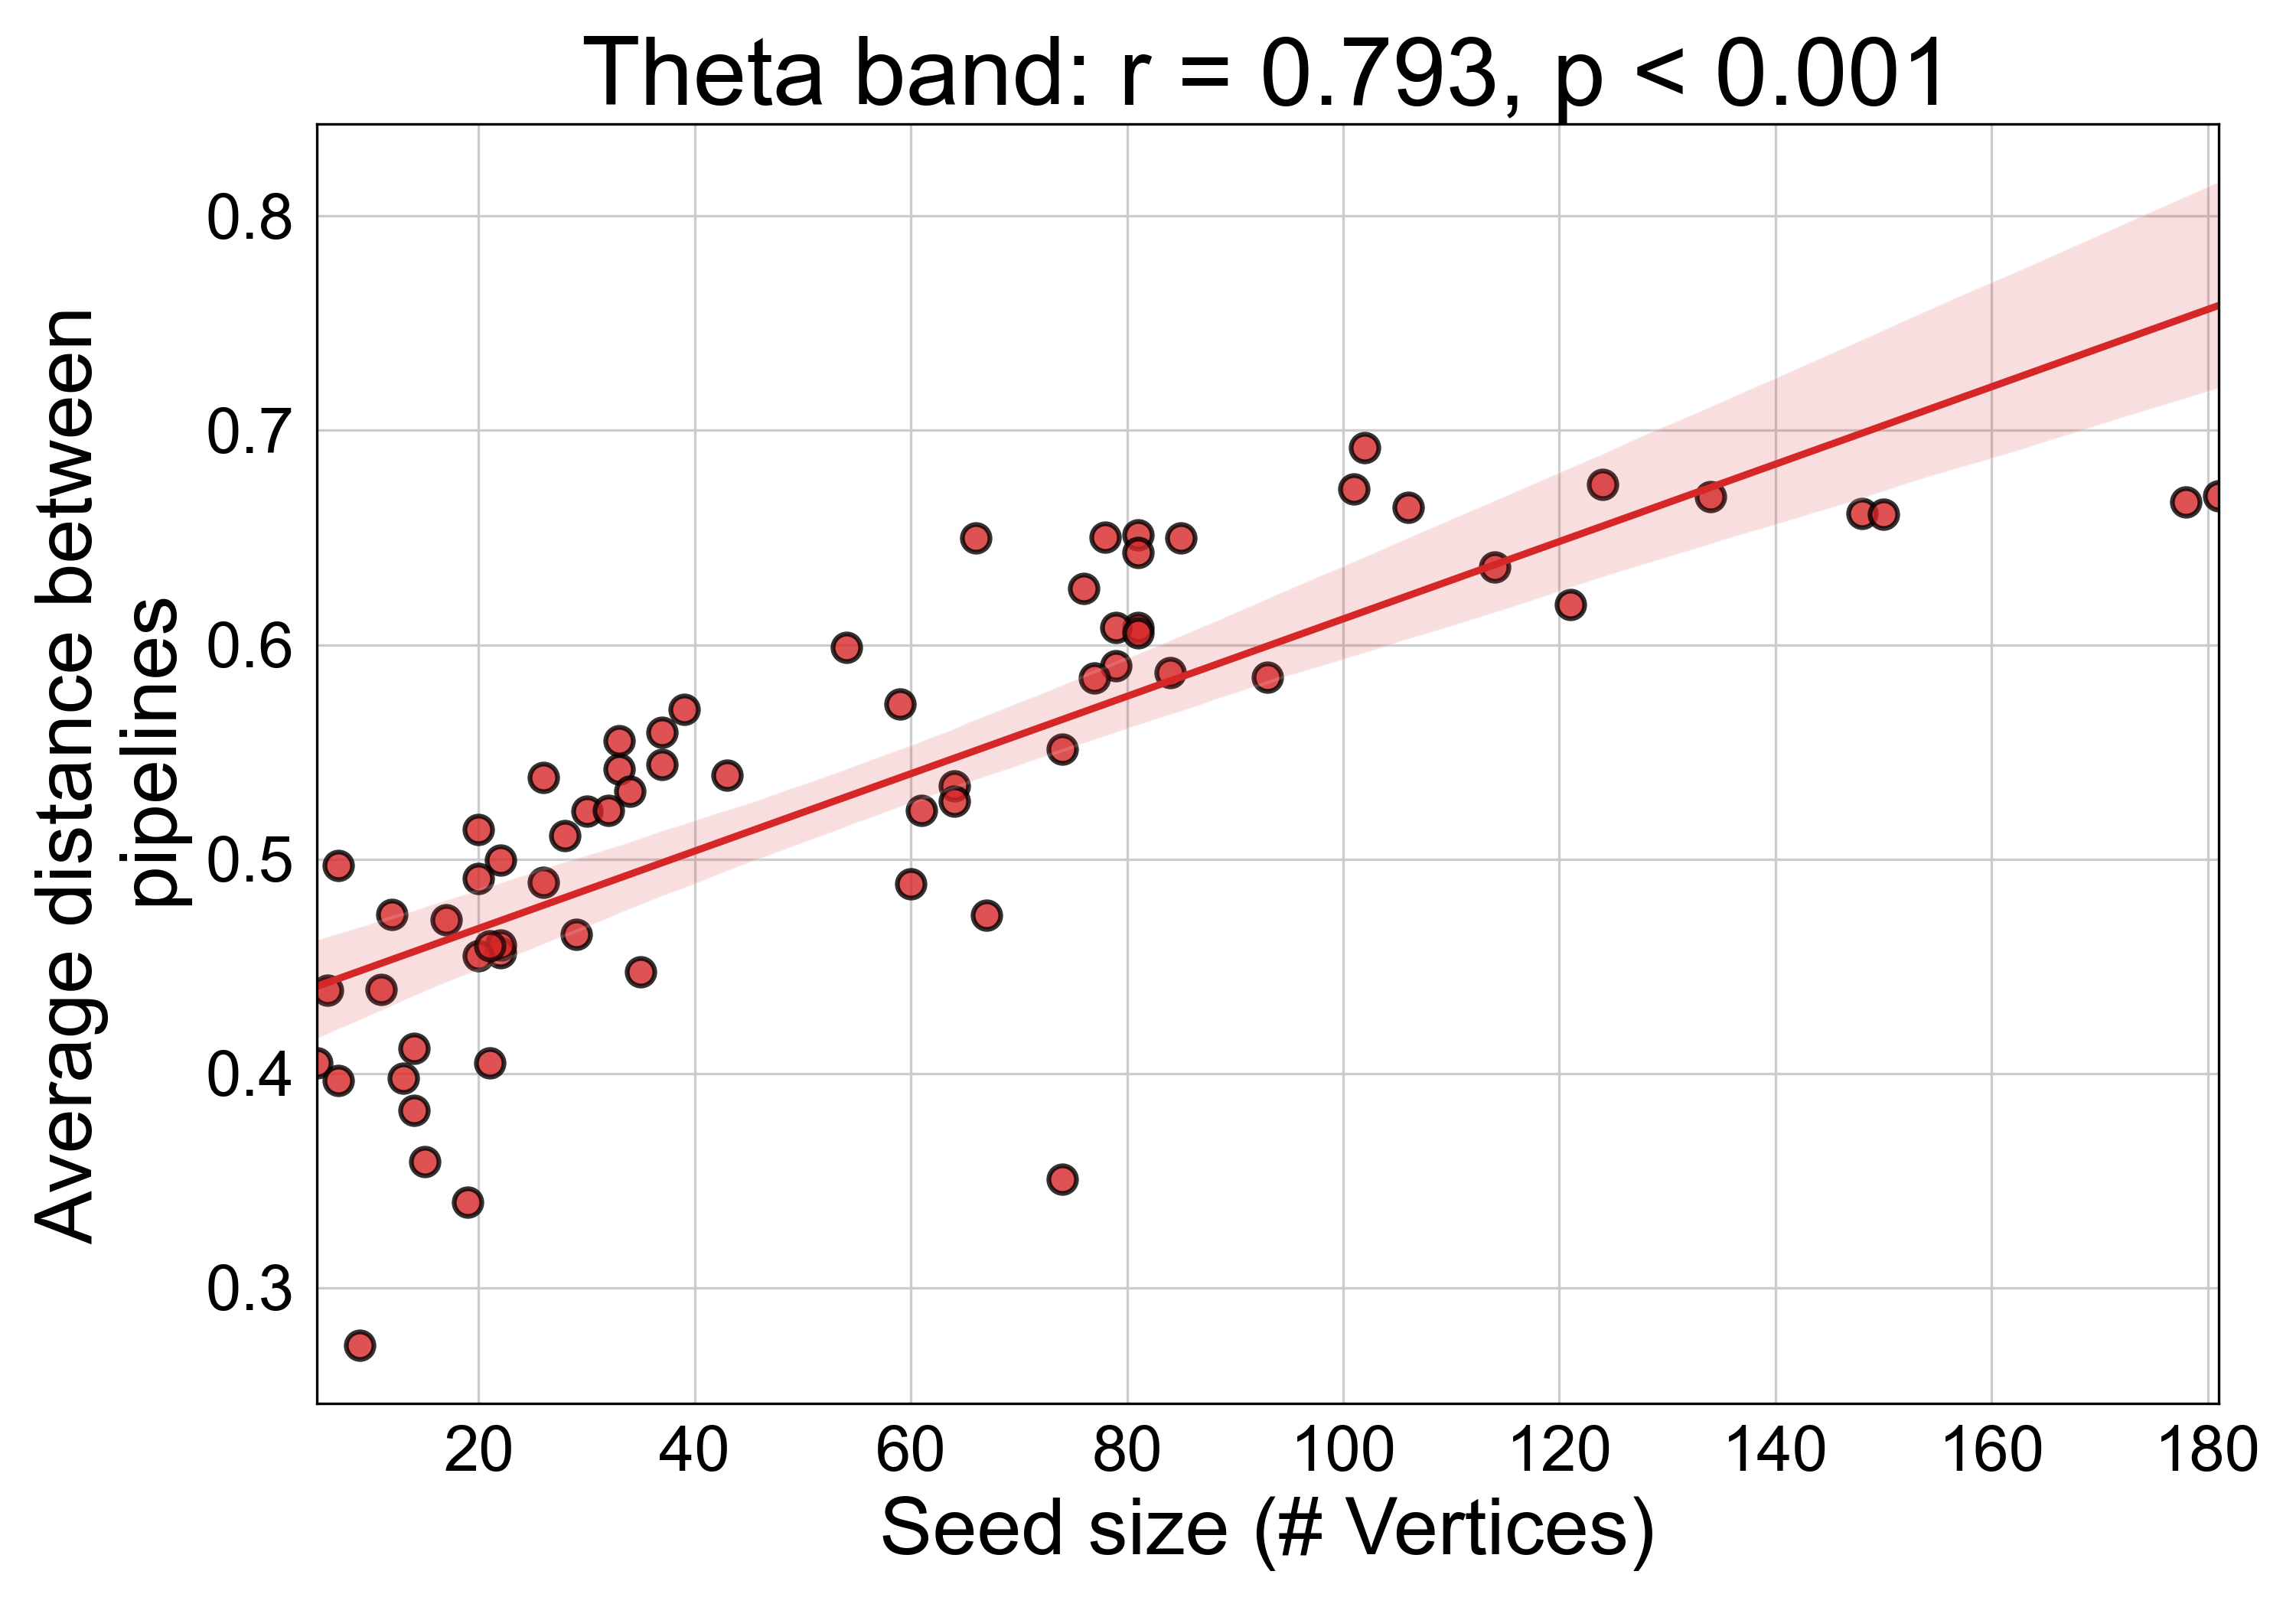 Theta band: r = 0.793, p < 0.001
Average distance between
pipelines
0.8
0.7
0.6
0.5
0.4
0.3
20 40 60 80 100 120 140 160 180
Seed size (# Vertices)